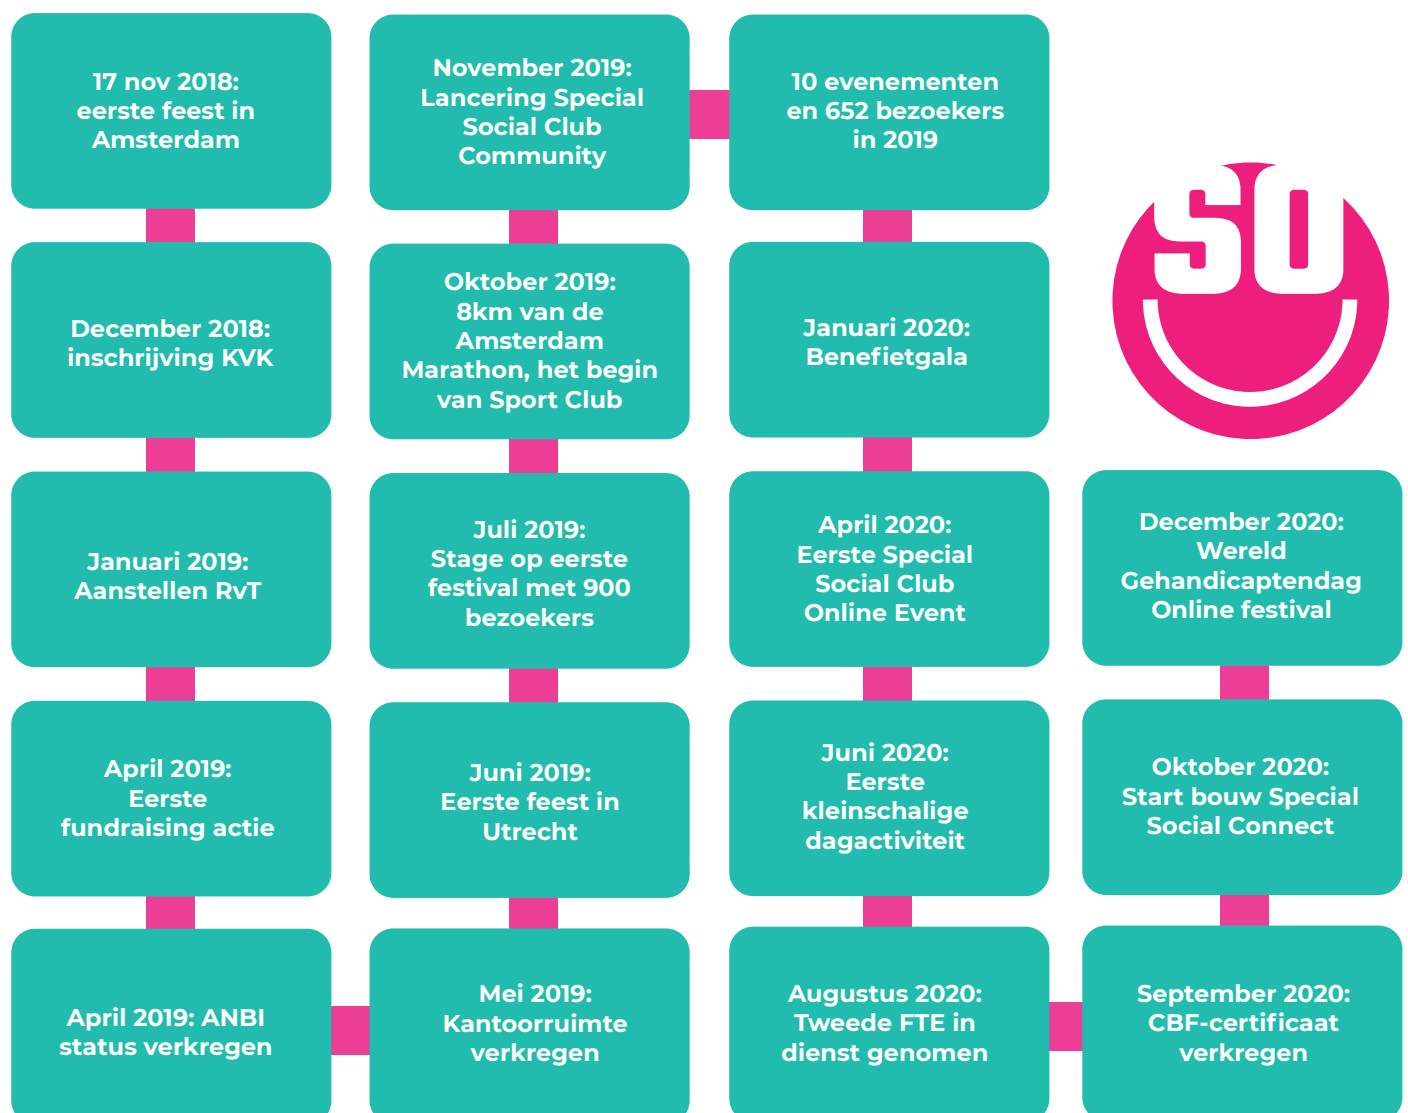 17 nov 2018:
eerste feest in
Amsterdam
December 2018:
inschrijving KVK
Januari 2019:
Aanstellen RvT
April 2019:
Eerste
fundraising actie
April 2019: ANBI
status verkregen
Mei 2019:
Kantoorruimte
verkregen
Juni 2019:
Eerste feest in
Utrecht
Juli 2019:
Stage op eerste
festival met 900
bezoekers
Oktober 2019:
8km van de
Amsterdam
Marathon, het begin
van Sport Club
November 2019:
Lancering Special
Social Club
Community
10 evenementen
en 652 bezoekers
in 2019
Januari 2020:
Benefietgala
April 2020:
Eerste Special
Social Club
Online Event
Juni 2020:
Eerste
kleinschalige
dagactiviteit
Augustus 2020:
Tweede FTE in
dienst genomen
September 2020:
CBF-certificaat
verkregen
Oktober 2020:
Start bouw Special
Social Connect
December 2020:
Wereld
Gehandicaptendag
Online festival